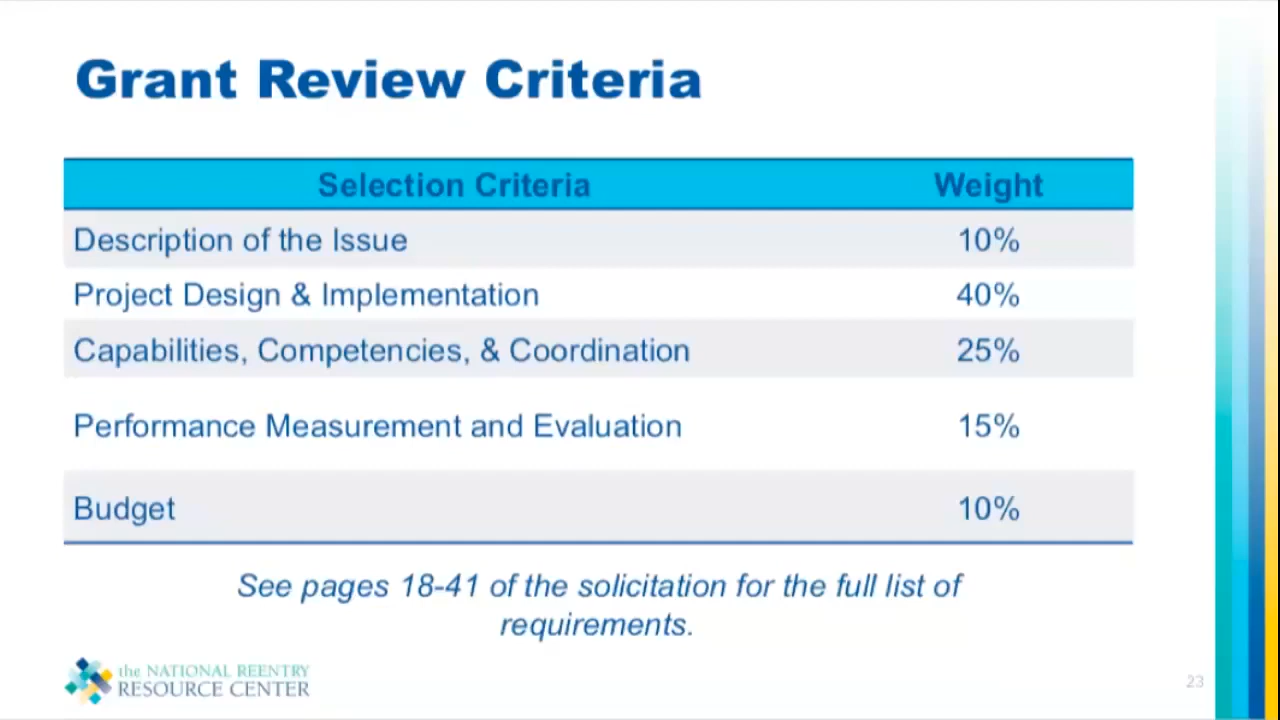 Grant Review Criteria
Selection Criteria Weight
Description of the Issue 10%
Project Design & Implementation 40%
Capabilities, Competencies, & Coordination 25%
Performance Measurement and Evaluation 15%
Budget 10%
See pages 18-41 of the solicitation for the full list of
requirements.
the NATIONAL REENTRY
RESOURCE CENTER
23